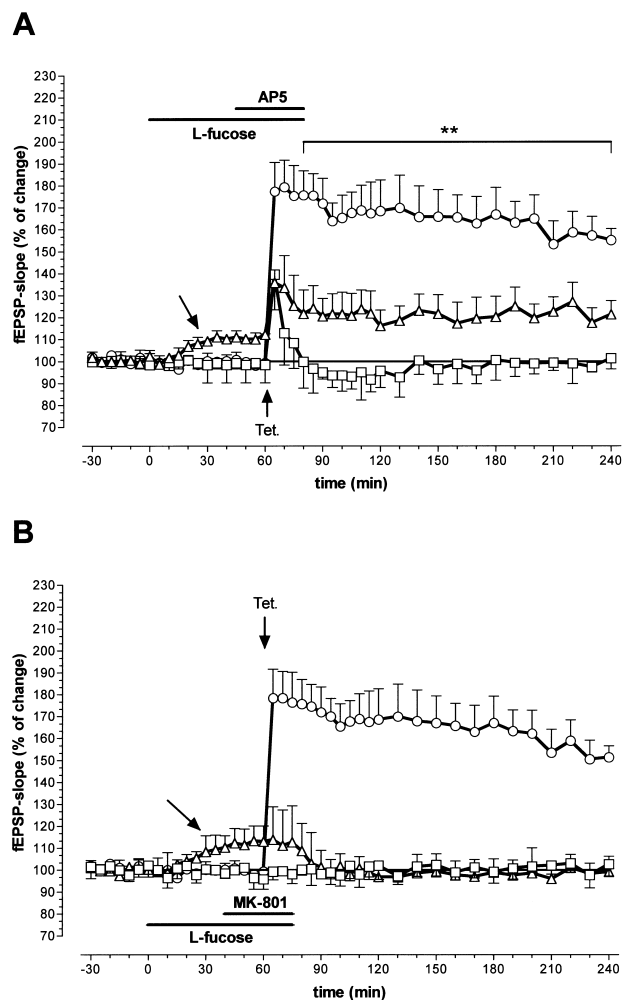 A
230
220
210
200
190
180
170
160
150
140
130
120
110
100
90
80
70
fEPSP-slope (% of change)
AP5
L-fucose
**
Tet.
-30 0 30 60 90 120 150 180 210 240
time (min)
B
230
220
210
200
190
180
170
160
150
140
130
120
110
100
90
80
70
fEPSP-slope (% of change)
Tet.
MK-801
L-fucose
-30 0 30 60 90 120 150 180 210 240
time (min)